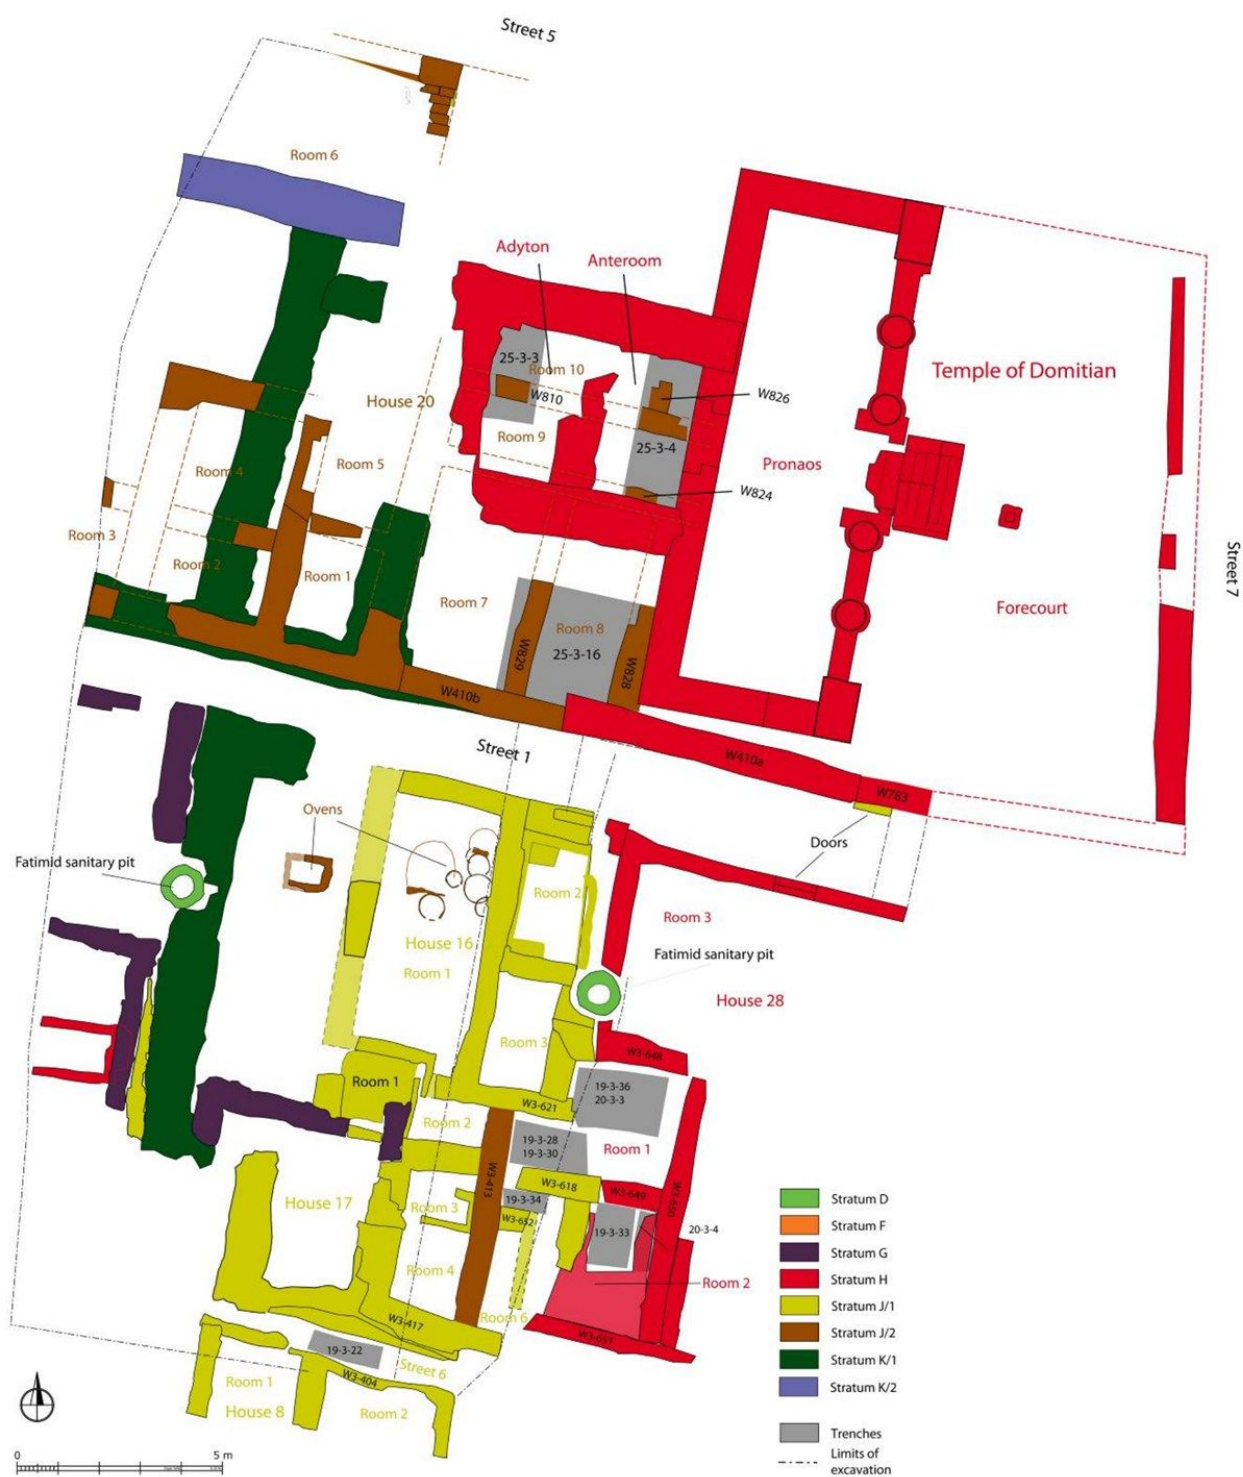 Street 5
Room 6
Adyton
Anteroom
25-3-3
Room 10
W810
House 20
Room 9
W826
25-3-4
W824
Temple of Domitian
Pronaos
Room 4
Room 5
Room 3
Room 2
Room 1
Room 7
Room 8
25-3-16
W829
W828
Forecourt
Street 7
W410b
Street 1
W410a
W783
Doors
Ovens
Fatimid sanitary pit
Room 2
House 16
Room 1
Room 3
Fatimid sanitary pit
House 28
Room 3
W3-648
Room 1
19-3-36
20-3-3
W3-621
Room 2
19-3-28
19-3-30
Room 1
W3-413
W3-618
W3-649
W3-650
House 17
Room 3
19-3-34
W3-632
19-3-33
20-3-4
Room 4
Room 2
Room 6
W3-417
W3-651
19-3-22
Street 6
W3-404
Room 1
House 8
Room 2
Stratum D
Stratum F
Stratum G
Stratum H
Stratum J/1
Stratum J/2
Stratum K/1
Stratum K/2
Trenches
Limits of
excavation
0
5 m